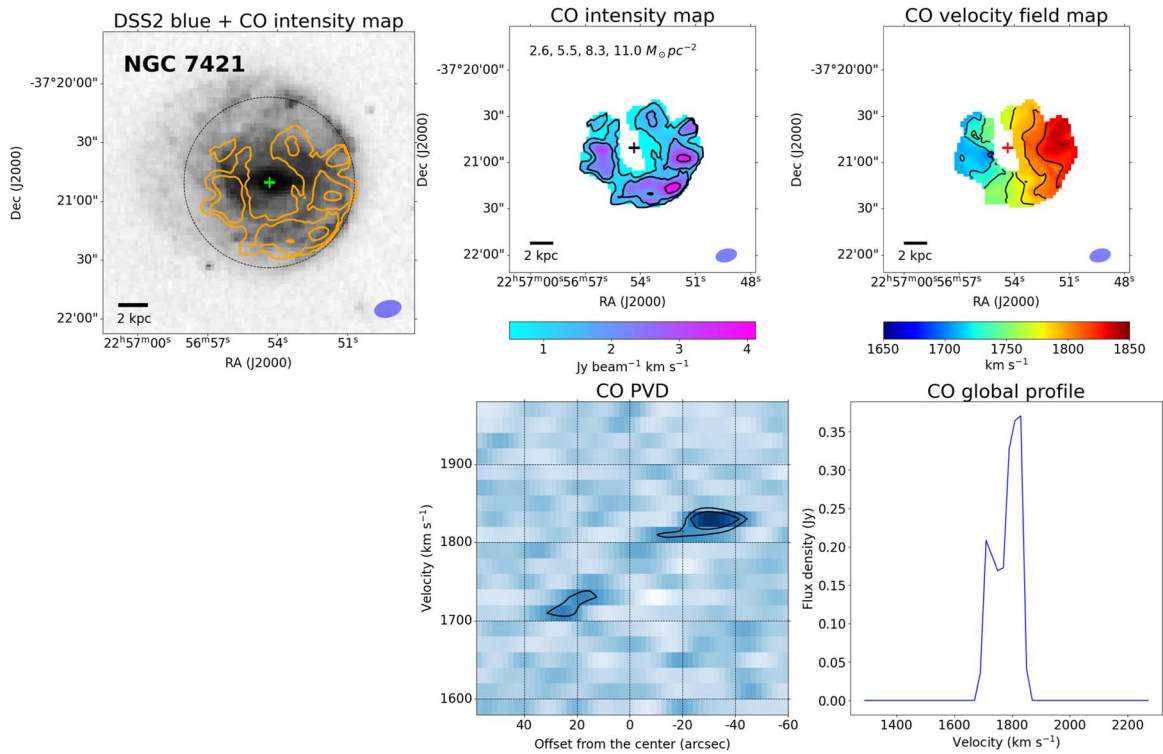 DSS2 blue + CO intensity map
NGC 7421
Dec (J2000)
-37°20'00"
30"
21'00"
30"
22'00"
2 kpc
22ʰ57ᵐ00ˢ 56ᵐ57ˢ 54ˢ 51ˢ
RA (J2000)
CO intensity map
2.6, 5.5, 8.3, 11.0 M⊙ pc⁻²
Dec (J2000)
-37°20'00"
30"
21'00"
30"
22'00"
2 kpc
22ʰ57ᵐ00ˢ 57ˢ 54ˢ 51ˢ 48ˢ
RA (J2000)
1 2 3 4
Jy beam⁻¹ km s⁻¹
CO velocity field map
Dec (J2000)
-37°20'00"
30"
21'00"
30"
22'00"
2 kpc
22ʰ57ᵐ00ˢ 57ˢ 54ˢ 51ˢ 48ˢ
RA (J2000)
1650 1700 1750 1800 1850
km s⁻¹
CO PVD
Velocity (km s⁻¹)
1900
1800
1700
1600
40 20 0 -20 -40 -60
Offset from the center (arcsec)
CO global profile
Flux density (Jy)
0.35
0.30
0.25
0.20
0.15
0.10
0.05
0.00
1400 1600 1800 2000 2200
Velocity (km s⁻¹)